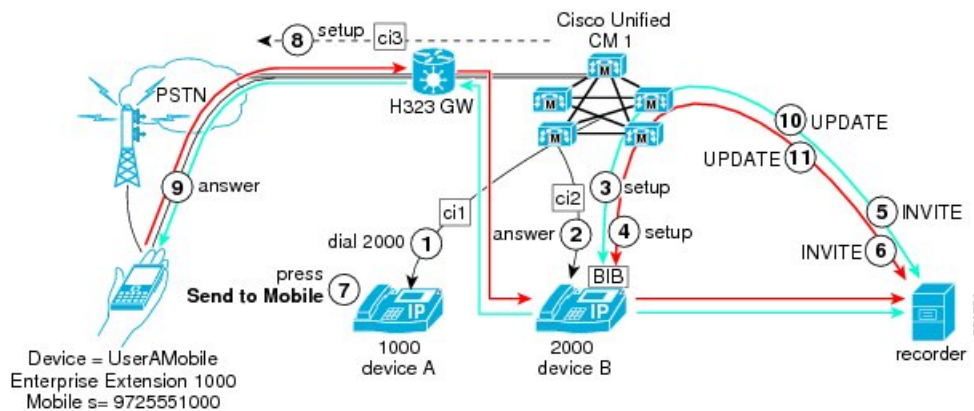 Cisco Unified
CM 1
8 setup ci3
M
M
M
M
M
PSTN
H323 GW
10 UPDATE
UPDATE 11
9 answer
3 setup
ci1
ci2
dial 2000 1
answer 2
4 setup
5 INVITE
INVITE 6
press
Send to Mobile 7
BIB
IP
IP
1000
device A
2000
device B
recorder
Device = UserAMobile
Enterprise Extension 1000
Mobile s= 9725551000